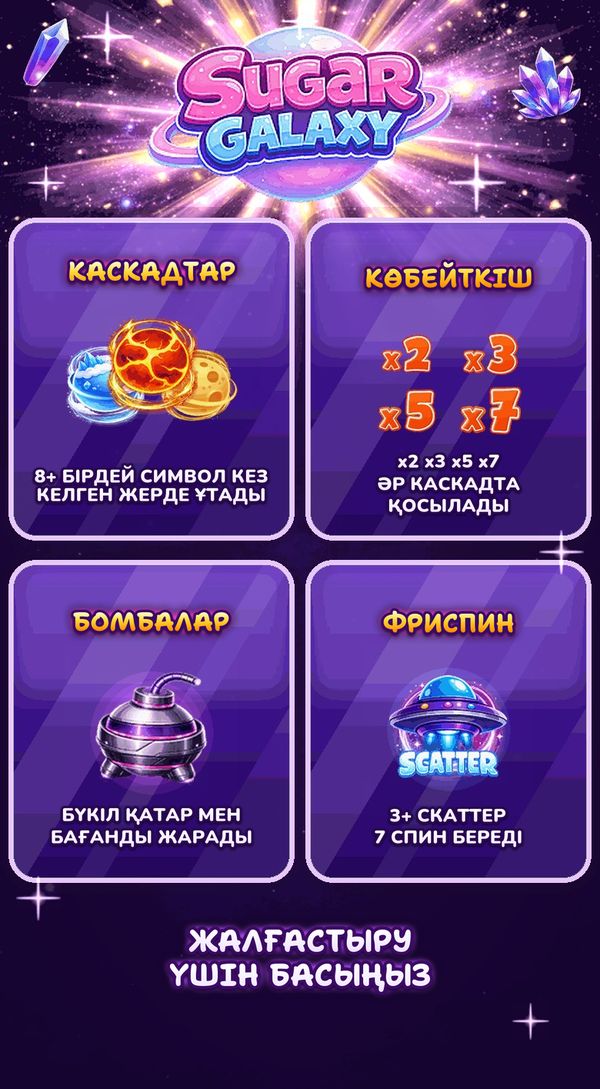 SUGAR
GALAXY
КАСКАДТАР
8+ БІРДЕЙ СИМВОЛ КЕЗ
КЕЛГЕН ЖЕРДЕ ҰТАДЫ
КӨБЕЙТКІШ
x2 x3
x5 x7
x2 x3 x5 x7
ӘР КАСКАДТА
ҚОСЫЛАДЫ
БОМБАЛАР
БҮКІЛ ҚАТАР МЕН
БАҒАНДЫ ЖАРАДЫ
ФРИСПИН
SCATTER
3+ СКАТТЕР
7 СПИН БЕРЕДІ
ЖАЛҒАСТЫРУ
ҮШІН БАСЫҢЫЗ